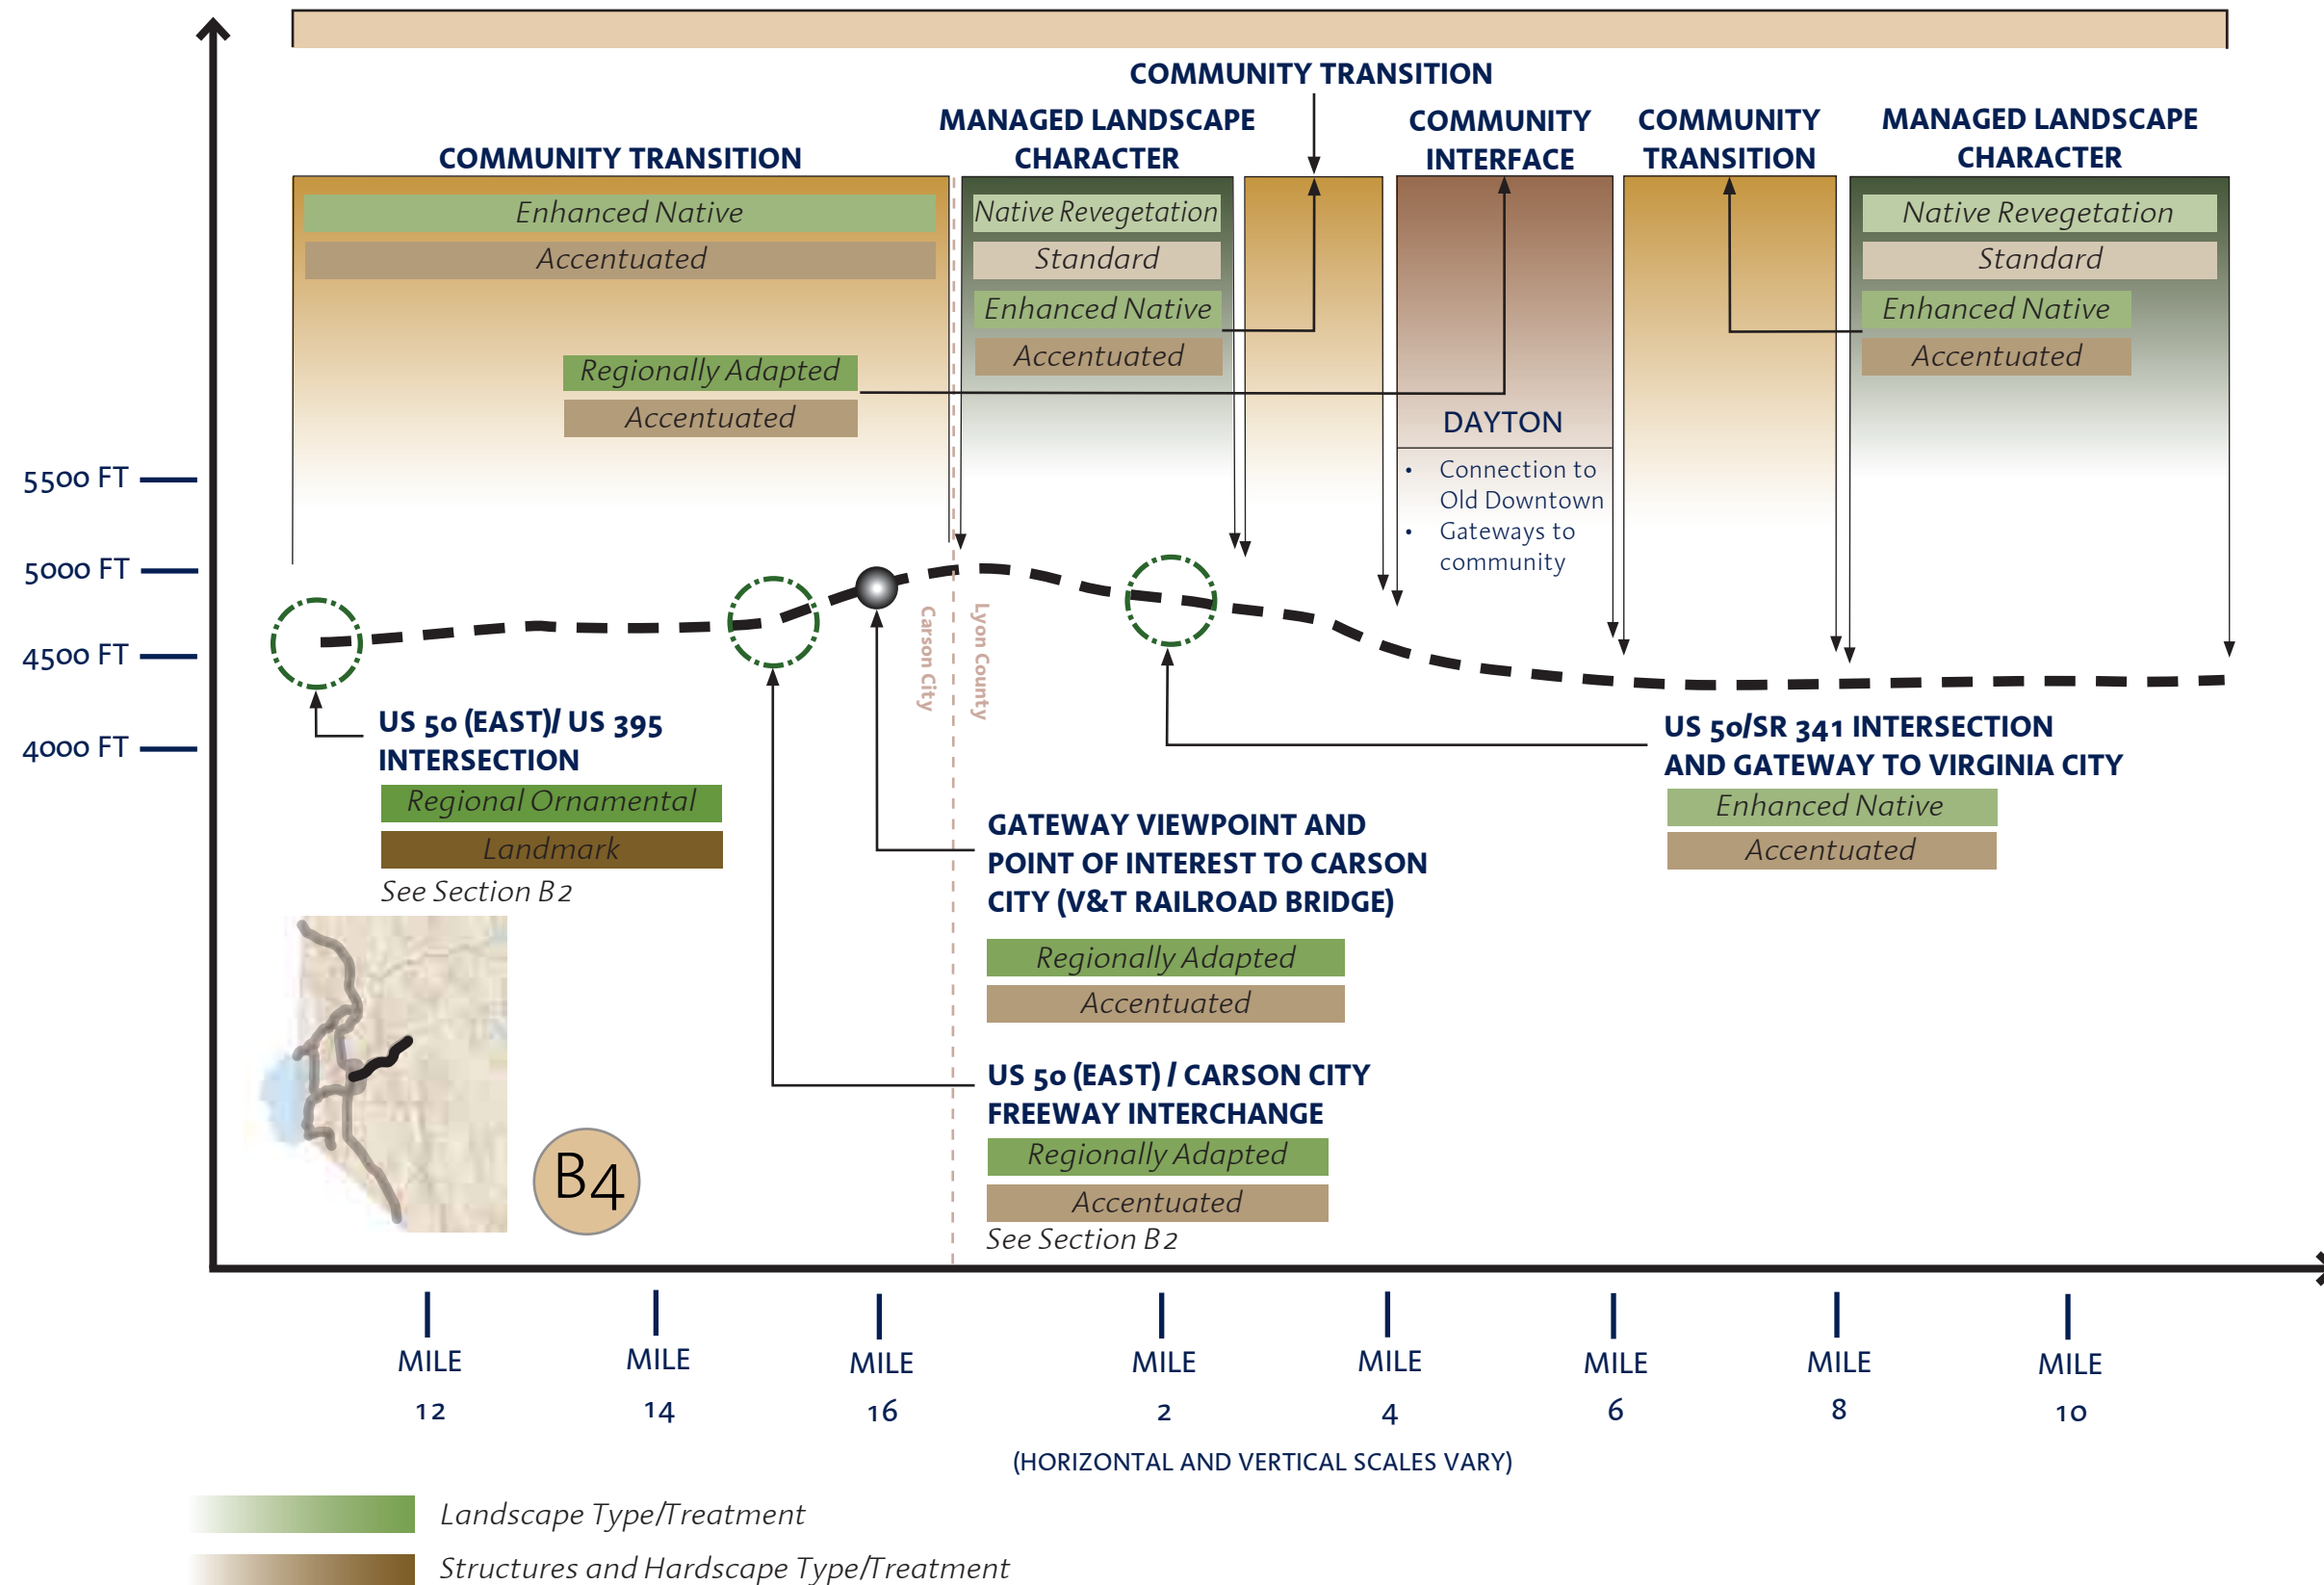 COMMUNITY TRANSITION
MANAGED LANDSCAPE
CHARACTER
COMMUNITY
INTERFACE
COMMUNITY
TRANSITION
MANAGED LANDSCAPE
CHARACTER
COMMUNITY TRANSITION
Enhanced Native
Accentuated
Regionally Adapted
Accentuated
Native Revegetation
Standard
Enhanced Native
Accentuated
DAYTON
• Connection to
Old Downtown
• Gateways to
community
Native Revegetation
Standard
Enhanced Native
Accentuated
5500 FT
5000 FT
4500 FT
4000 FT
Carson City
Lyon County
US 50 (EAST)/ US 395
INTERSECTION
Regional Ornamental
Landmark
See Section B2
GATEWAY VIEWPOINT AND
POINT OF INTEREST TO CARSON
CITY (V&T RAILROAD BRIDGE)
Regionally Adapted
Accentuated
US 50 (EAST) / CARSON CITY
FREEWAY INTERCHANGE
Regionally Adapted
Accentuated
See Section B2
US 50/SR 341 INTERSECTION
AND GATEWAY TO VIRGINIA CITY
Enhanced Native
Accentuated
B4
MILE
12
MILE
14
MILE
16
MILE
2
MILE
4
MILE
6
MILE
8
MILE
10
(HORIZONTAL AND VERTICAL SCALES VARY)
Landscape Type/Treatment
Structures and Hardscape Type/Treatment